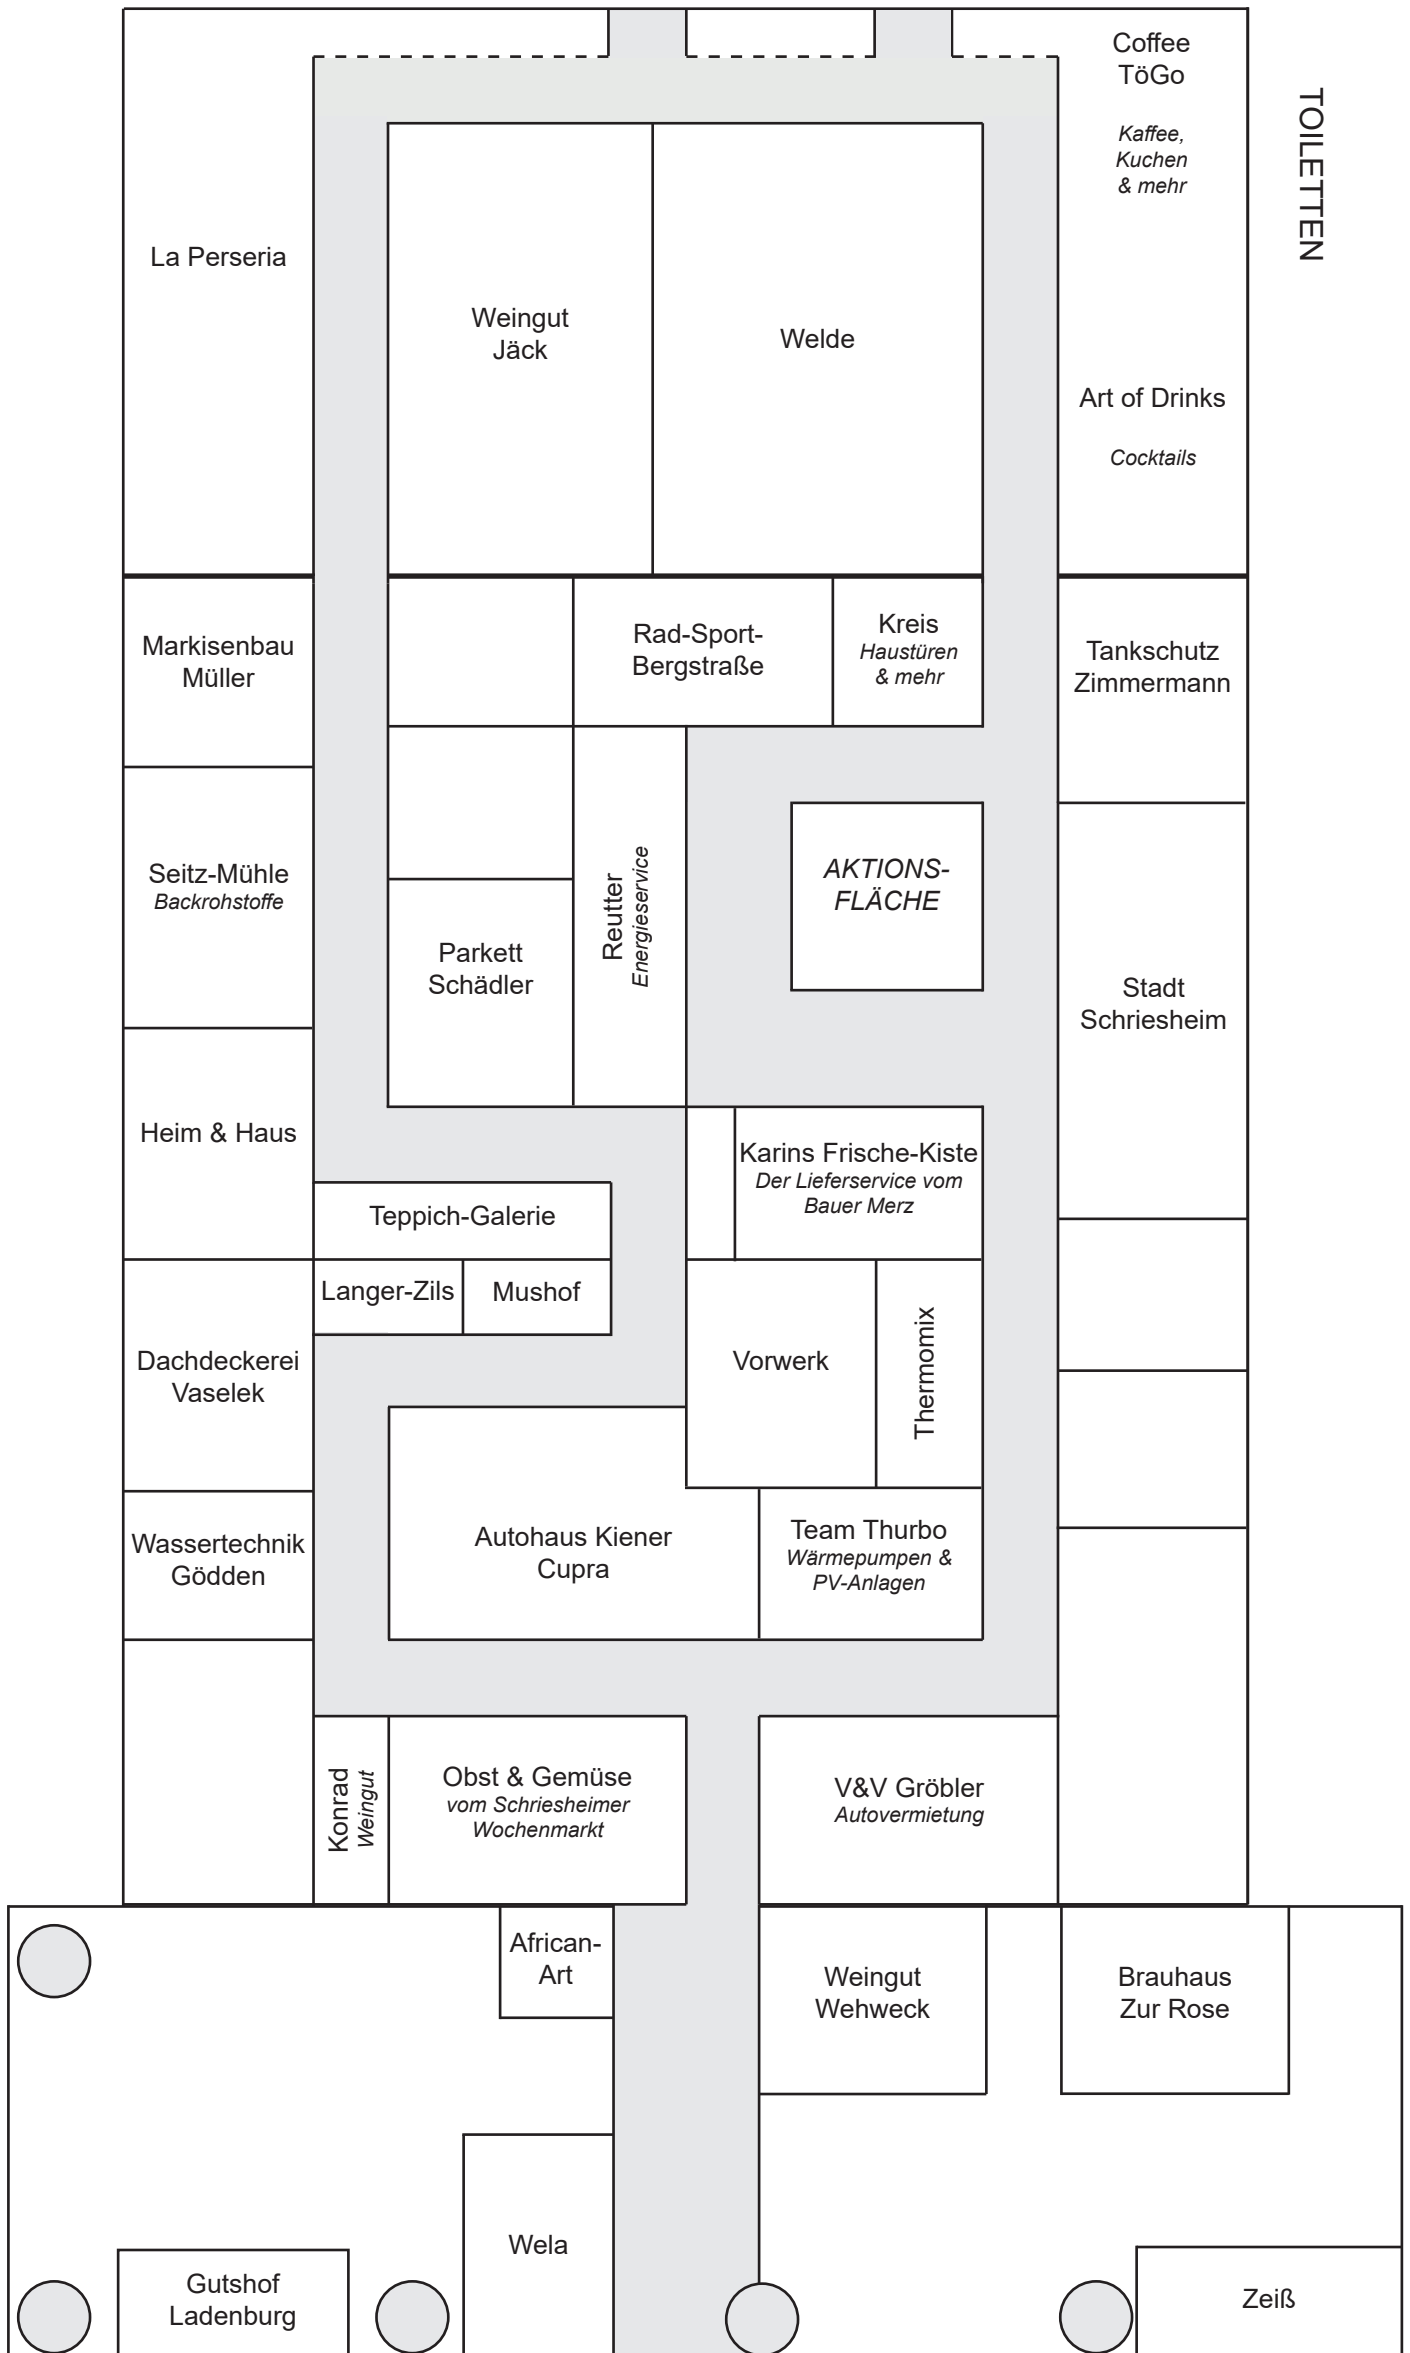 Coffee
TöGo
Kaffee,
Kuchen
& mehr
TOILETTEN
La Perseria
Weingut
Jäck
Welde
Art of Drinks
Cocktails
Markisenbau
Müller
Rad-Sport-
Bergstraße
Kreis
Haustüren
& mehr
Tankschutz
Zimmermann
Seitz-Mühle
Backrohstoffe
Parkett
Schädler
Reutter
Energieservice
AKTIONS-
FLÄCHE
Stadt
Schriesheim
Heim & Haus
Karins Frische-Kiste
Der Lieferservice vom
Bauer Merz
Teppich-Galerie
Langer-Zils
Mushof
Dachdeckerei
Vaselek
Vorwerk
Thermomix
Wassertechnik
Gödden
Autohaus Kiener
Cupra
Team Thurbo
Wärmepumpen &
PV-Anlagen
Konrad
Weingut
Obst & Gemüse
vom Schriesheimer
Wochenmarkt
V&V Gröbler
Autovermietung
African-
Art
Weingut
Wehweck
Brauhaus
Zur Rose
Wela
Gutshof
Ladenburg
Zeiß